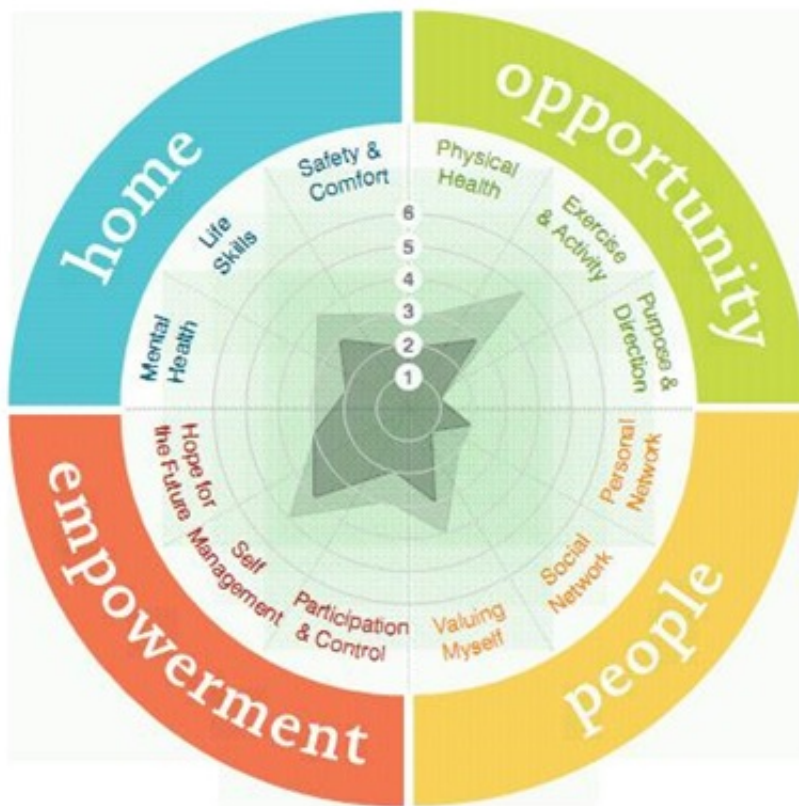 home
opportunity
Safety &
Comfort
Physical
Health
Life
Skills
Exercise
& Activity
Mental
Health
Purpose &
Direction
6
5
4
3
2
1
Hope for
the Future
Personal
Network
Self
Management
Social
Network
Participation
& Control
Valuing
Myself
empowerment
people